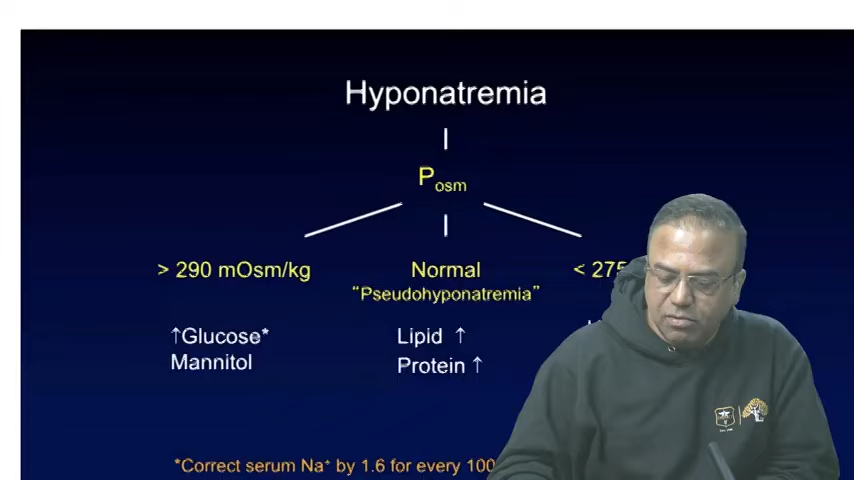 Hyponatremia
Posm
> 290 mOsm/kg
Normal
< 275
“Pseudohyponatremia”
↑Glucose*
Lipid ↑
Mannitol
Protein ↑
*Correct serum Na⁺ by 1.6 for every 100